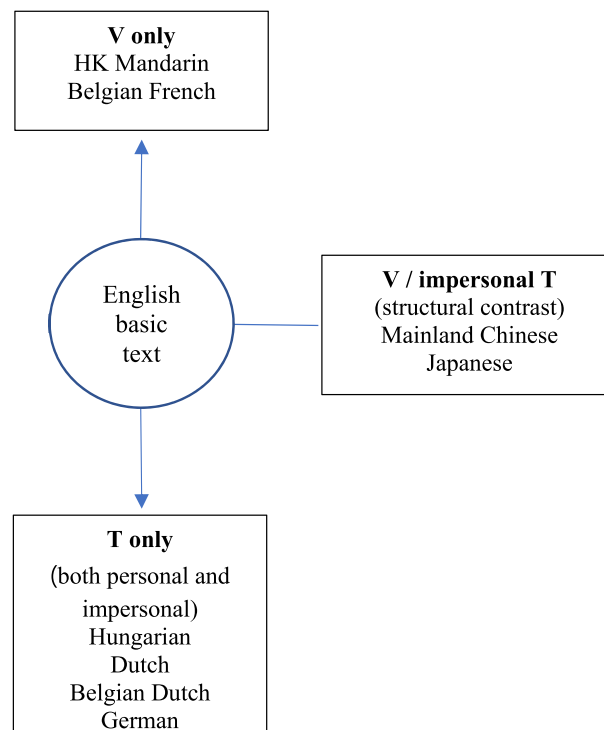 V only
HK Mandarin
Belgian French
English
basic
text
V / impersonal T
(structural contrast)
Mainland Chinese
Japanese
T only
(both personal and
impersonal)
Hungarian
Dutch
Belgian Dutch
German